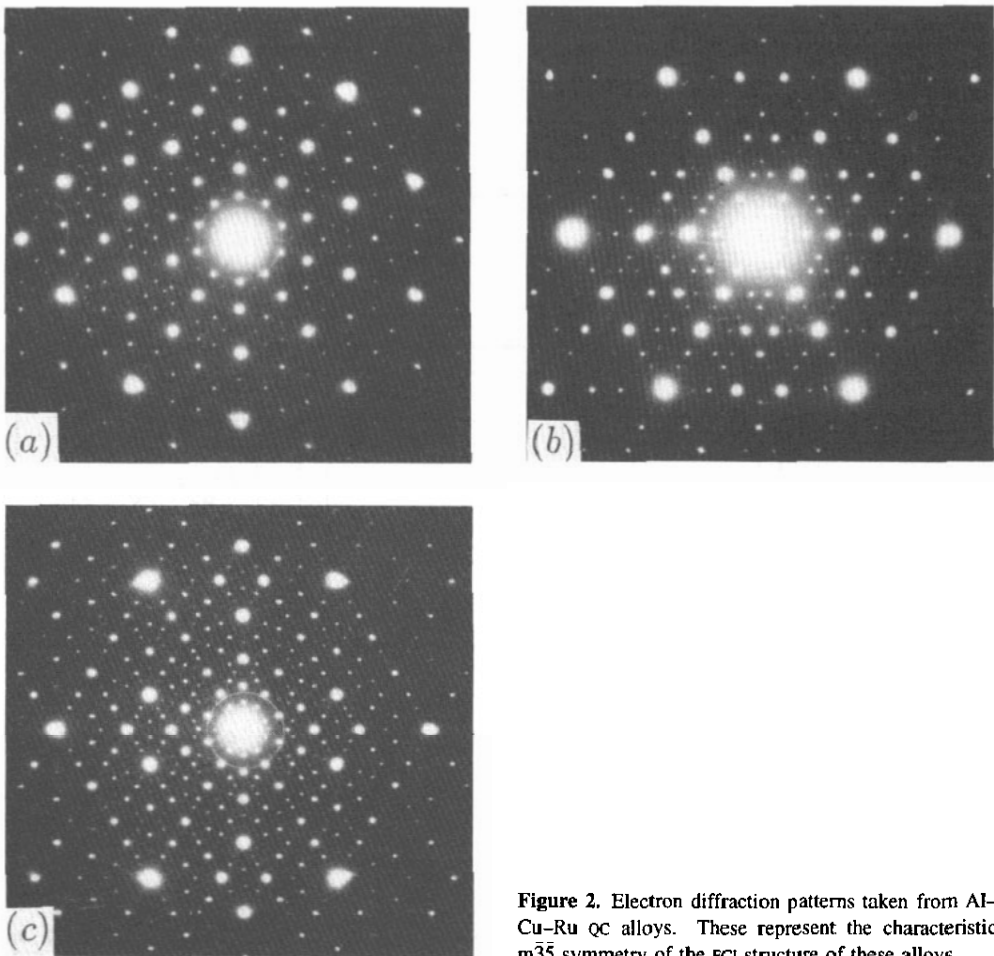 (a)
(b)
(c)
Figure 2. Electron diffraction patterns taken from Al–
Cu–Ru QC alloys. These represent the characteristic
m3̅5̅ symmetry of the FCI structure of these alloys.